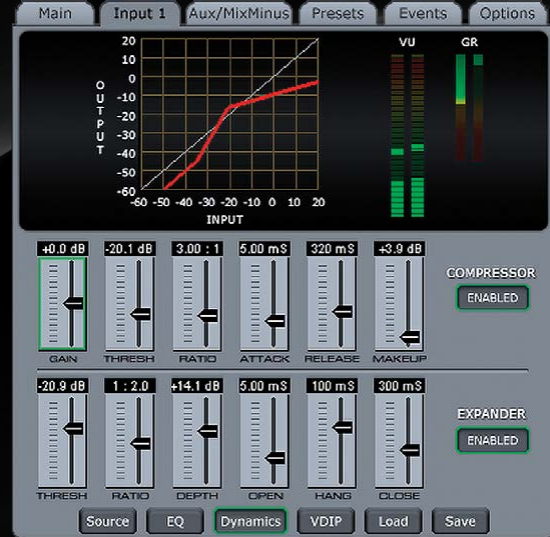 Main Input 1 Aux/MixMinus Presets Events Options
VU GR
OUTPUT
20
10
0
-10
-20
-30
-40
-50
-60
-60 -50 -40 -30 -20 -10 0 10 20
INPUT
+0.0 dB -20.1 dB 3.00 : 1 5.00 mS 320 mS +3.9 dB
COMPRESSOR
ENABLED
GAIN THRESH RATIO ATTACK RELEASE MAKEUP
-20.9 dB 1 : 2.0 +14.1 dB 5.00 mS 100 mS 300 mS
EXPANDER
ENABLED
THRESH RATIO DEPTH OPEN HANG CLOSE
Source EQ Dynamics VDIP Load Save